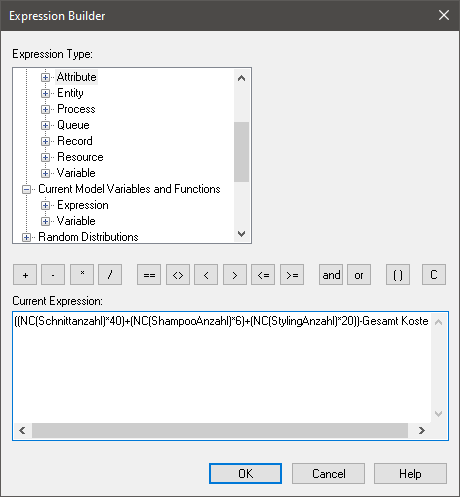 Expression Builder
Expression Type:
Attribute
Entity
Process
Queue
Record
Resource
Variable
Current Model Variables and Functions
Expression
Variable
Random Distributions
+ - * / == <> < > <= >= and or ( ) C
Current Expression:
((NC(Schnittanzahl)*40)+(NC(ShampooAnzahl)*6)+(NC(StylingAnzahl)*20))-Gesamt Koste
OK Cancel Help